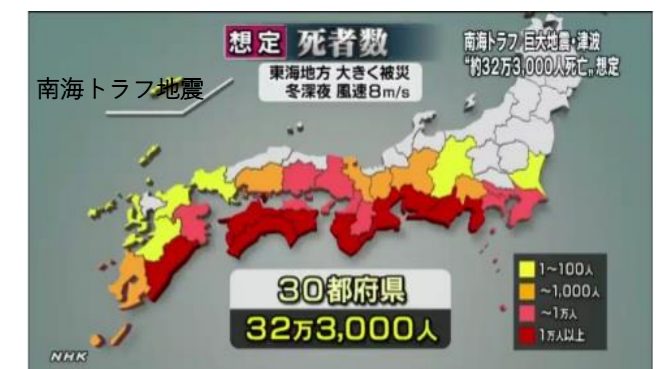 想定 死者数
南海トラフ 巨大地震・津波
“約32万3,000人死亡„想定
東海地方 大きく被災
冬深夜 風速8m/s
南海トラフ地震
30都府県
32万3,000人
1~100人
~1,000人
~1万人
1万人以上
NHK